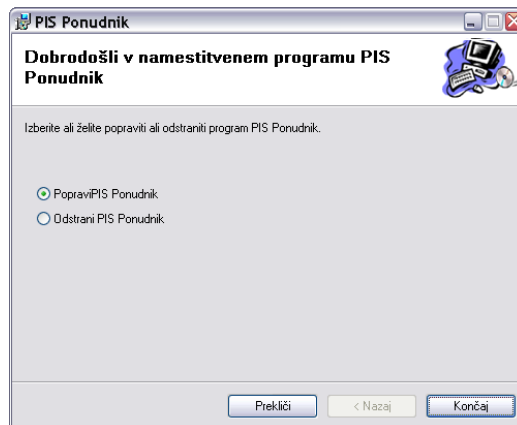 PIS Ponudnik
Dobrodošli v namestitvenem programu PIS
Ponudnik
Izberite ali želite popraviti ali odstraniti program PIS Ponudnik.
PopraviPIS Ponudnik
Odstrani PIS Ponudnik
Prekliči
< Nazaj
Končaj